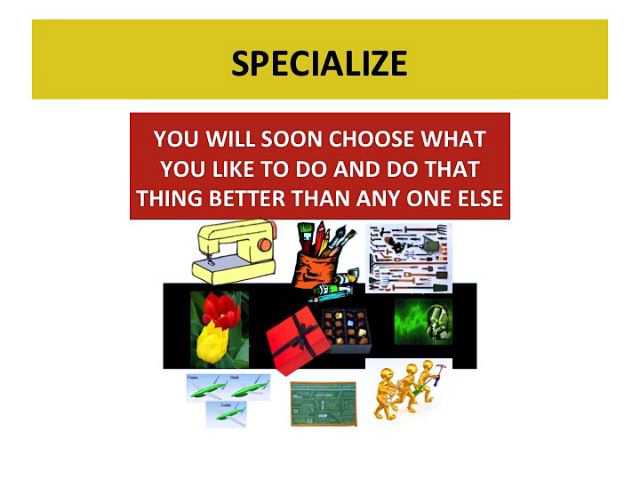 SPECIALIZE
YOU WILL SOON CHOOSE WHAT
YOU LIKE TO DO AND DO THAT
THING BETTER THAN ANY ONE ELSE